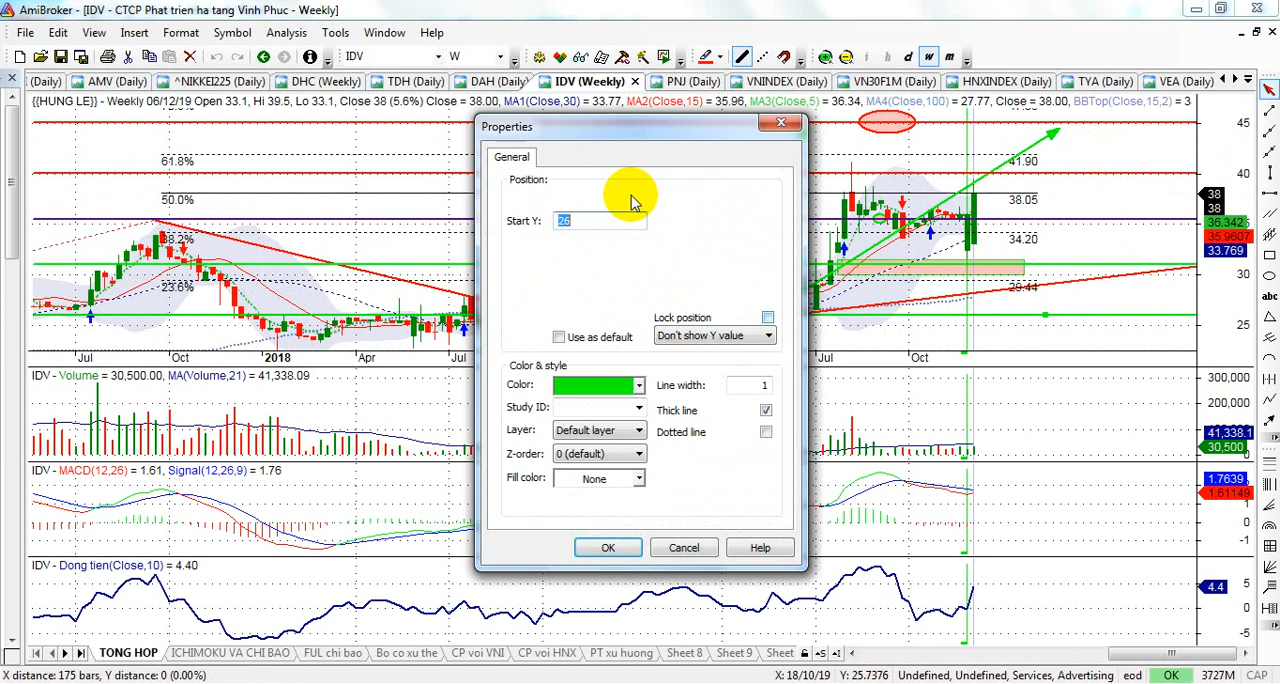 AmiBroker - [IDV - CTCP Phat trien ha tang Vinh Phuc - Weekly]
File Edit View Insert Format Symbol Analysis Tools Window Help
IDV W i h d w m
(Daily) AMV (Daily) ^NIKKEI225 (Daily) DHC (Weekly) TDH (Daily) DAH (Daily) IDV (Weekly) PNJ (Daily) VNINDEX (Daily) VN30F1M (Daily) HNXINDEX (Daily) TYA (Daily) VEA (Daily)
{{HUNG LE}} - Weekly 06/12/19 Open 33.1, Hi 39.5, Lo 33.1, Close 38 (5.6%) Close = 38.00, MA1(Close,30) = 33.77, MA2(Close,15) = 35.96, MA3(Close,5) = 36.34, MA4(Close,100) = 27.77, Close = 38.00, BBTop(Close,15,2) = 3
Properties
General
Position:
Start Y: 26
Lock position
Use as default Don't show Y value
Color & style
Color: Line width: 1
Study ID: Thick line
Layer: Default layer Dotted line
Z-order: 0 (default)
Fill color: None
OK Cancel Help
61.8%
50.0%
38.2%
23.6%
41.90
38.05
34.20
29.44
45
40
38
38
36.342
35.9607
33.769
30
25
Jul Oct 2018 Apr Jul Jul Oct
IDV - Volume = 30,500.00, MA(Volume,21) = 41,338.09
300,000
200,000
41,338.1
30,500
IDV - MACD(12,26) = 1.61, Signal(12,26,9) = 1.76
1.7639
1.61149
0
-1
IDV - Dong tien(Close,10) = 4.40
5
4.4
0
-5
TONG HOP ICHIMOKU VA CHI BAO FUL chi bao Bo co xu the CP voi VNI CP voi HNX PT xu huong Sheet 8 Sheet 9 Sheet
X distance: 175 bars, Y distance: 0 (0.00%) X: 18/10/19 Y: 25.7376 Undefined, Undefined, Services, Advertising eod OK 3727M CAP
abc